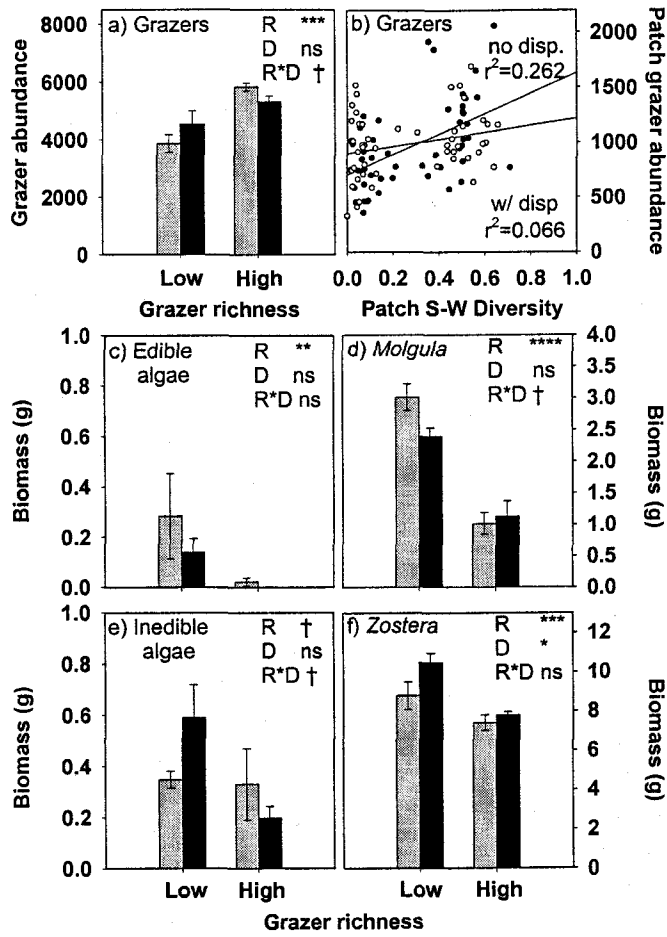 a) Grazers
R ***
D ns
R*D †
Grazer abundance
8000
6000
4000
2000
0
Low High
Grazer richness
b) Grazers
no disp.
r²=0.262
w/ disp
r²=0.066
2000
1500
1000
500
0
Patch grazer abundance
0.0 0.2 0.4 0.6 0.8 1.0
Patch S-W Diversity
c) Edible
algae
R **
D ns
R*D ns
Biomass (g)
1.0
0.8
0.6
0.4
0.2
0.0
d) Molgula
R ****
D ns
R*D †
4.0
3.5
3.0
2.5
2.0
1.5
1.0
0.5
0.0
Biomass (g)
e) Inedible
algae
R †
D ns
R*D †
Biomass (g)
1.0
0.8
0.6
0.4
0.2
0.0
Low High
f) Zostera
R ***
D *
R*D ns
12
10
8
6
4
2
0
Biomass (g)
Low High
Grazer richness